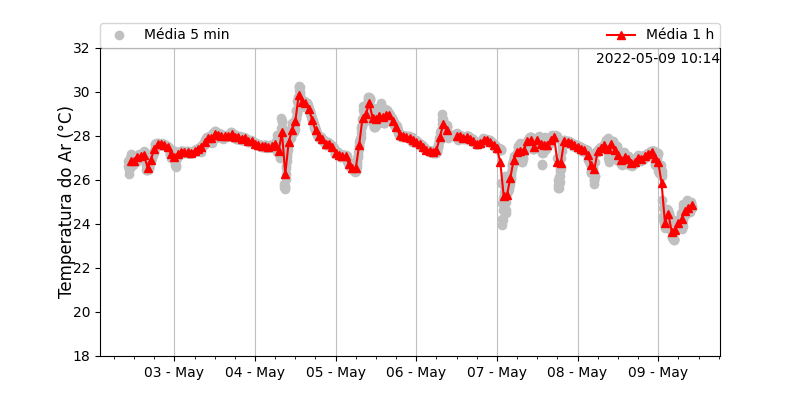 Média 5 min
Média 1 h
2022-05-09 10:14
Temperatura do Ar (°C)
32
30
28
26
24
22
20
18
03 - May
04 - May
05 - May
06 - May
07 - May
08 - May
09 - May